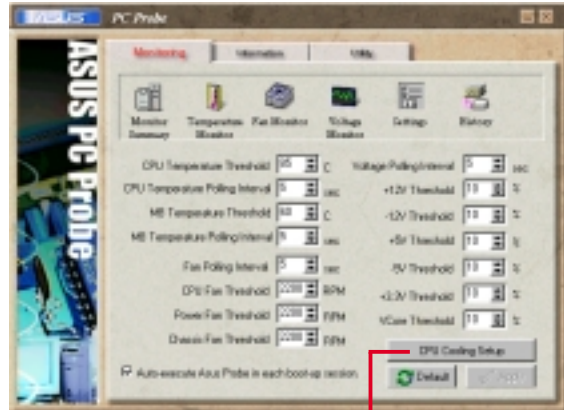 ASUS PC Probe
Monitoring Information Utility
Monitor Summary
Temperature Monitor
Fan Monitor
Voltage Monitor
Settings
History
ASUS PC Probe
CPU Temperature Threshold 95 C
CPU Temperature Polling Interval 5 sec
MB Temperature Threshold 60 C
MB Temperature Polling Interval 5 sec
Fan Polling Interval 5 sec
CPU Fan Threshold RPM
Power Fan Threshold RPM
Chassis Fan Threshold RPM
Voltage Polling Interval 5 sec
+12V Threshold 10 %
-12V Threshold 10 %
+5V Threshold 10 %
-5V Threshold 10 %
+3.3V Threshold 10 %
VCore Threshold 10 %
CPU Cooling Setup
Auto-execute Asus Probe in each boot-up session
Default Apply